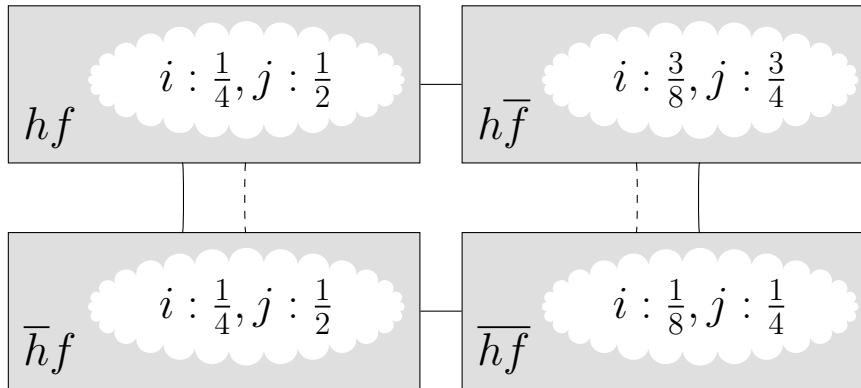 i : 1/4, j : 1/2
hf
i : 3/8, j : 3/4
hf̅
i : 1/4, j : 1/2
h̅f
i : 1/8, j : 1/4
h̅f̅